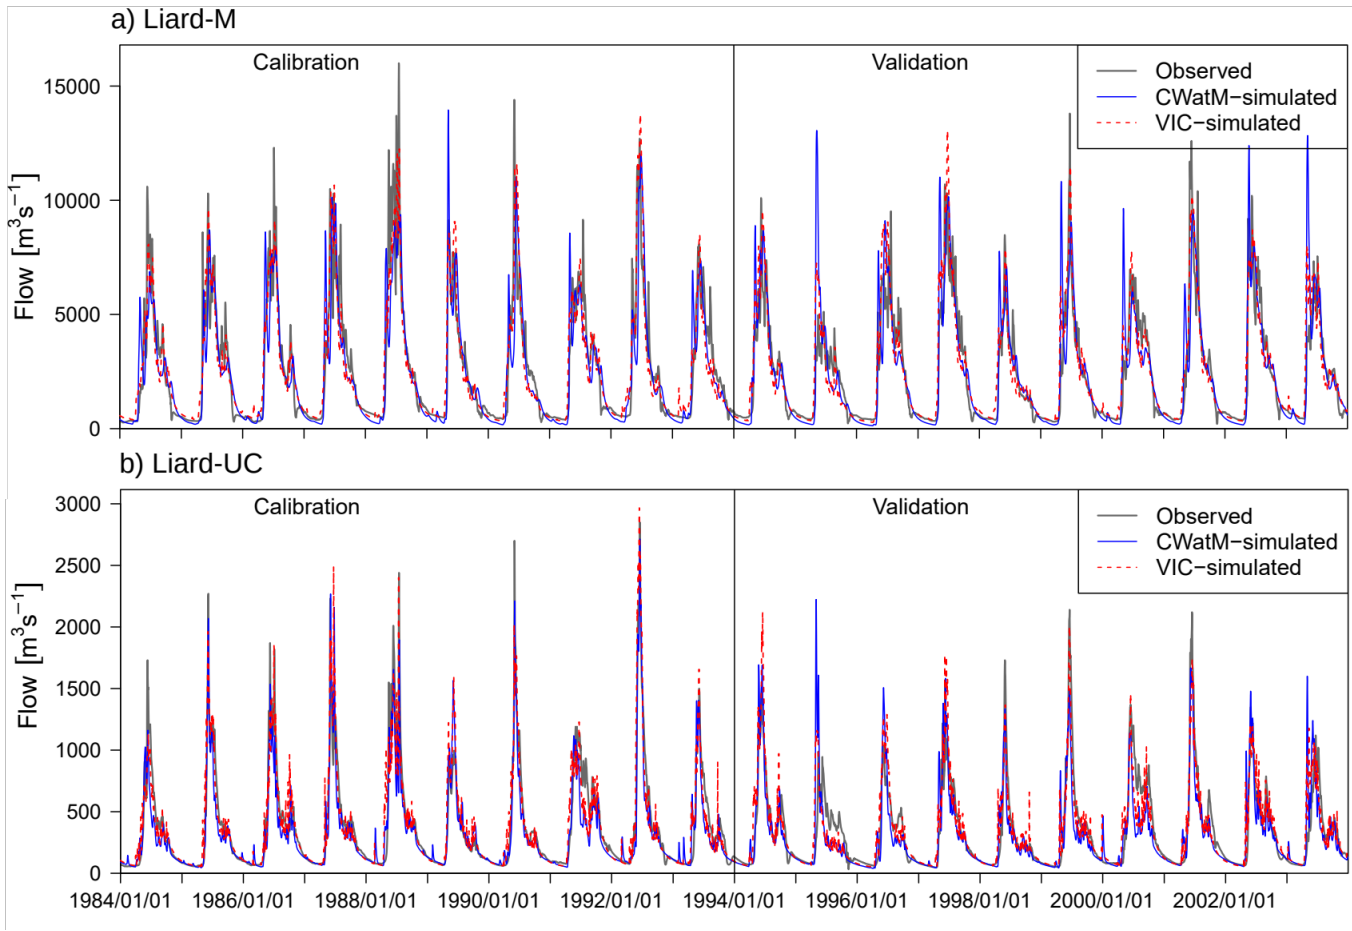 a) Liard-M
Calibration
Validation
Observed
CWatM−simulated
VIC−simulated
Flow [m³s⁻¹]
15000
10000
5000
0
b) Liard-UC
Calibration
Validation
Observed
CWatM−simulated
VIC−simulated
Flow [m³s⁻¹]
3000
2500
2000
1500
1000
500
0
1984/01/01 1986/01/01 1988/01/01 1990/01/01 1992/01/01 1994/01/01 1996/01/01 1998/01/01 2000/01/01 2002/01/01